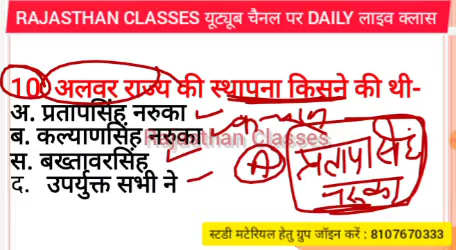 RAJASTHAN CLASSES यूट्यूब चैनल पर DAILY लाइव क्लास
10 अलवर राज्य की स्थापना किसने की थी-
अ. प्रतापसिंह नरुका
ब. कल्याणसिंह नरुका
स. बख्तावरसिंह
द. उपर्युक्त सभी ने
Rajasthan Classes
A
प्रताप सिंह
नरुका
स्टडी मटेरियल हेतु ग्रुप जॉइन करे : 8107670333